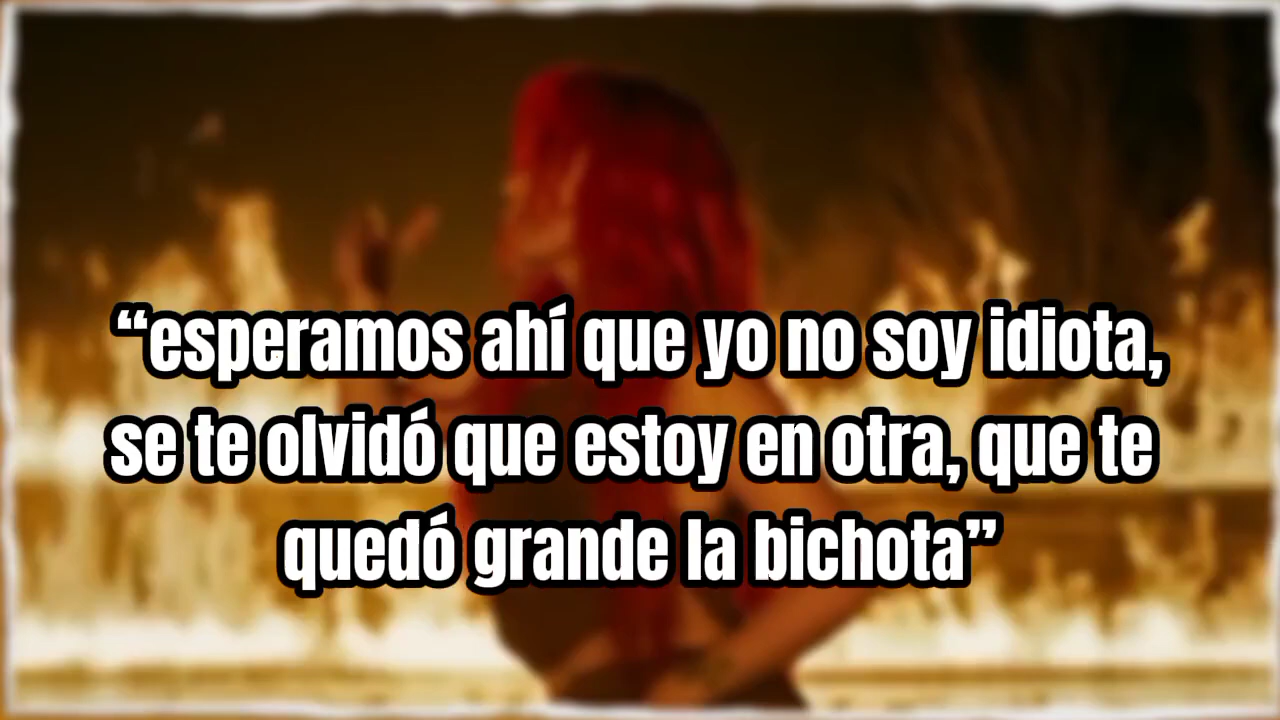 “esperamos ahí que yo no soy idiota,
se te olvidó que estoy en otra, que te
quedó grande la bichota”